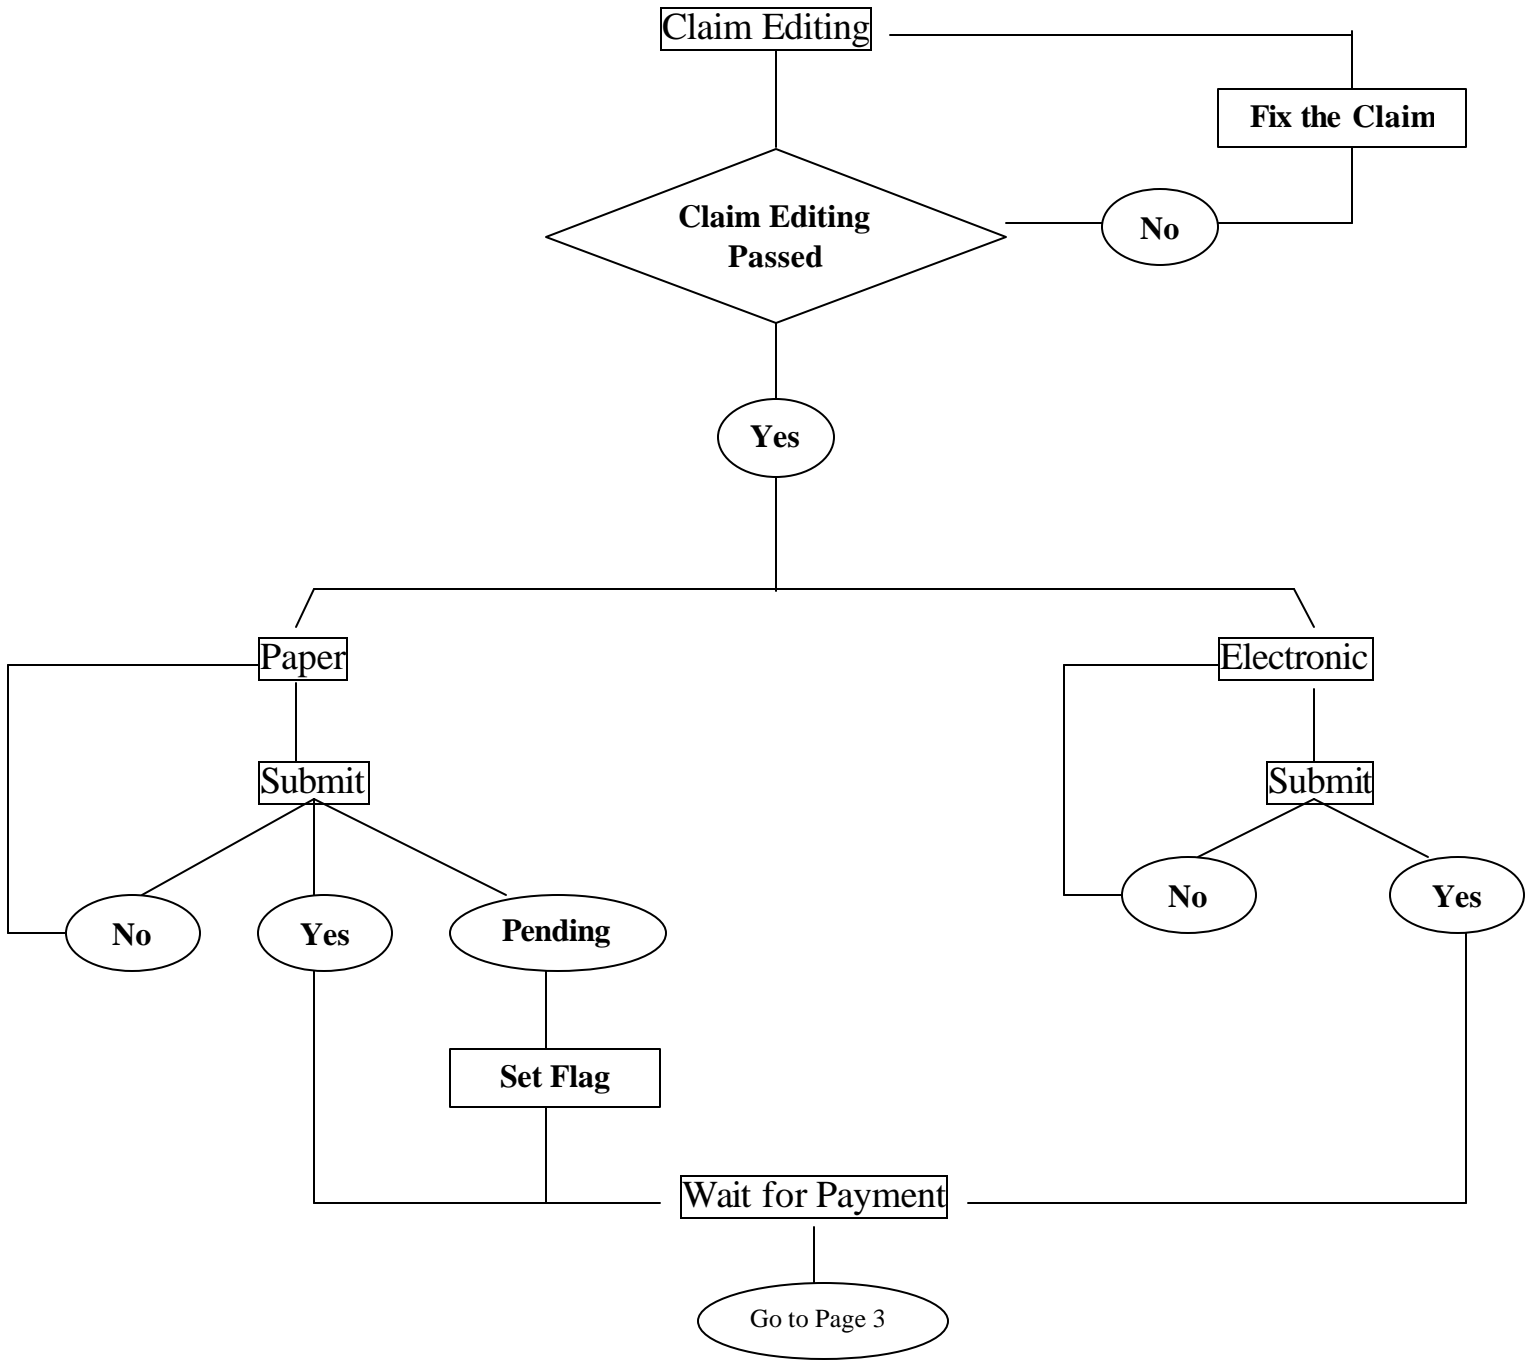 Claim Editing
Fix the Claim
Claim Editing
Passed
No
Yes
Paper
Electronic
Submit
Submit
No
Yes
Pending
No
Yes
Set Flag
Wait for Payment
Go to Page 3